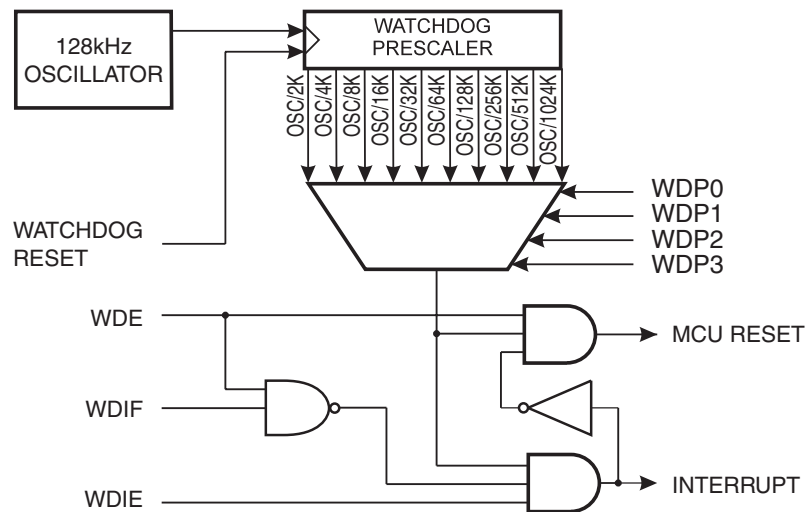 128kHz
OSCILLATOR
WATCHDOG
PRESCALER
OSC/2K
OSC/4K
OSC/8K
OSC/16K
OSC/32K
OSC/64K
OSC/128K
OSC/256K
OSC/512K
OSC/1024K
WDP0
WDP1
WDP2
WDP3
WATCHDOG
RESET
WDE
MCU RESET
WDIF
WDIE
INTERRUPT